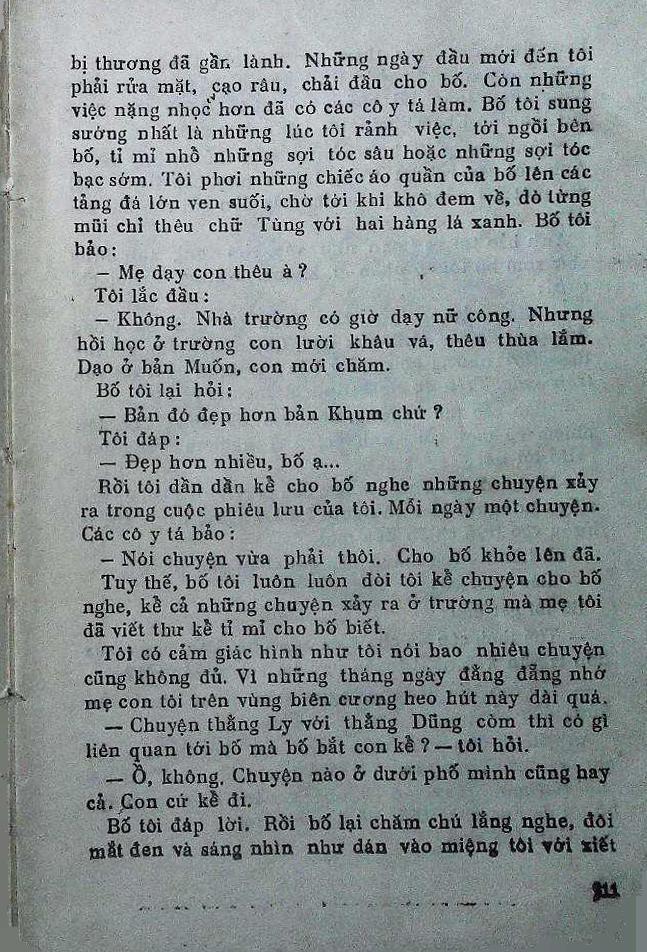 bị thương đã gần lành. Những ngày đầu mới đến tôi
phải rửa mặt, cạo râu, chải đầu cho bố. Còn những
việc nặng nhọc hơn đã có các cô y tá làm. Bố tôi sung
sướng nhất là những lúc tôi rảnh việc, tới ngồi bên
bố, tỉ mỉ nhổ những sợi tóc sâu hoặc những sợi tóc
bạc sớm. Tôi phơi những chiếc áo quần của bố lên các
tảng đá lớn ven suối, chờ tới khi khô đem về, dò từng
mũi chỉ thêu chữ Tùng với hai hàng lá xanh. Bố tôi
bảo:
— Mẹ dạy con thêu à?
Tôi lắc đầu:
— Không. Nhà trường có giờ dạy nữ công. Nhưng
hồi học ở trường con lười khâu vá, thêu thùa lắm.
Dạo ở bản Muốn, con mới chăm.
Bố tôi lại hỏi:
— Bản đó đẹp hơn bản Khum chứ?
Tôi đáp:
— Đẹp hơn nhiều, bố ạ...
Rồi tôi dần dần kể cho bố nghe những chuyện xảy
ra trong cuộc phiêu lưu của tôi. Mỗi ngày một chuyện.
Các cô y tá bảo:
— Nói chuyện vừa phải thôi. Cho bố khỏe lên đã.
Tuy thế, bố tôi luôn luôn đòi tôi kể chuyện cho bố
nghe, kể cả những chuyện xảy ra ở trường mà mẹ tôi
đã viết thư kể tỉ mỉ cho bố biết.
Tôi có cảm giác hình như tôi nói bao nhiêu chuyện
cũng không đủ. Vì những tháng ngày đằng đẵng nhớ
mẹ con tôi trên vùng biên cương heo hút này dài quá.
— Chuyện thằng Ly với thằng Dũng còm thì có gì
liên quan tới bố mà bố bắt con kể? — tôi hỏi.
— Ồ, không. Chuyện nào ở dưới phố mình cũng hay
cả. Con cứ kể đi.
Bố tôi đáp lời. Rồi bố lại chăm chú lắng nghe, đôi
mắt đen và sáng nhìn như dán vào miệng tôi với xiết